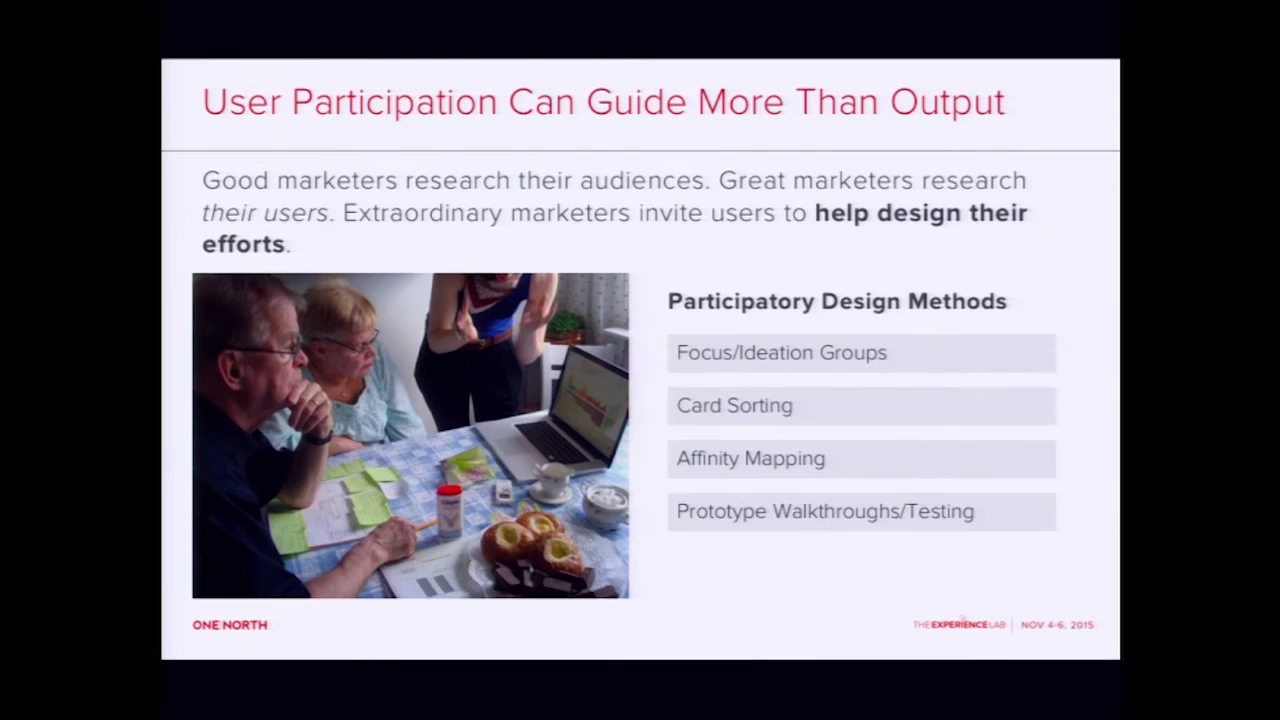 User Participation Can Guide More Than Output
Good marketers research their audiences. Great marketers research
their users. Extraordinary marketers invite users to help design their
efforts.
Participatory Design Methods
Focus/Ideation Groups
Card Sorting
Affinity Mapping
Prototype Walkthroughs/Testing
ONE NORTH
THE EXPERIENCE LAB | NOV 4-6, 2015